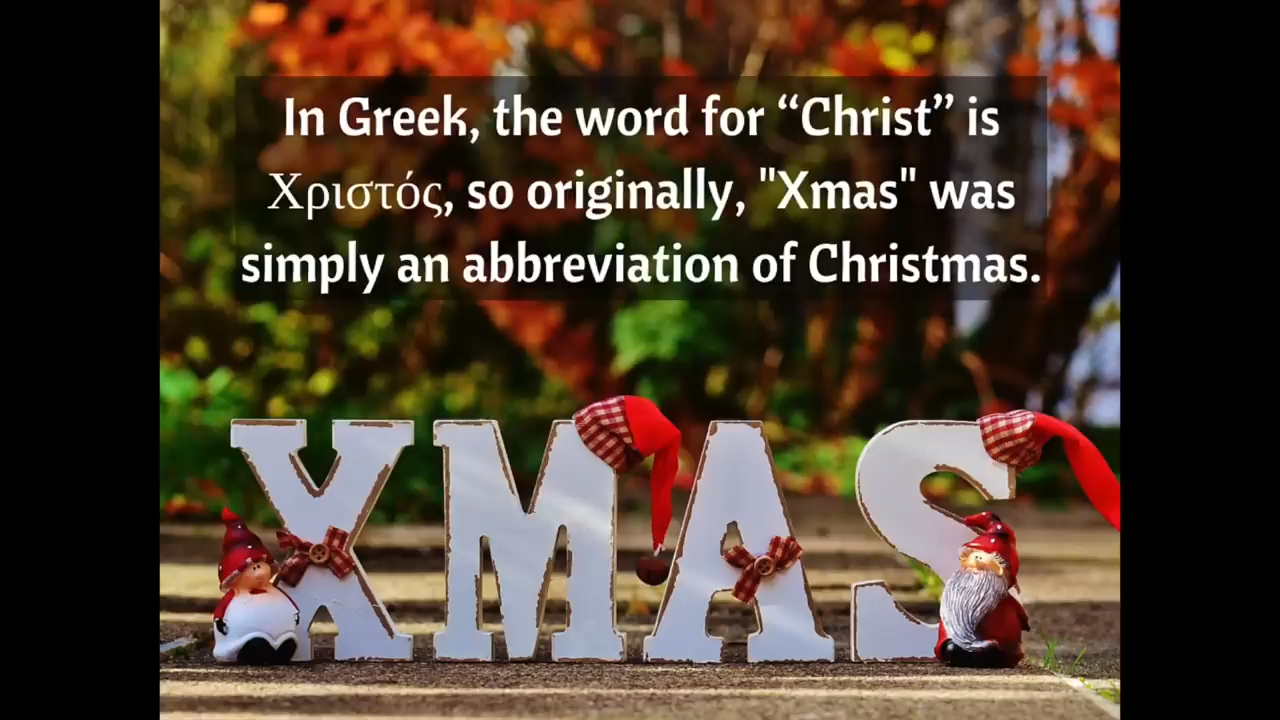 In Greek, the word for “Christ” is
Χριστός, so originally, "Xmas" was
simply an abbreviation of Christmas.
XMAS